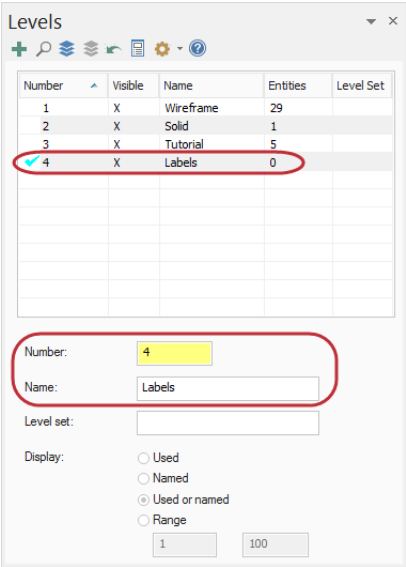 Levels
Number Visible Name Entities Level Set
1 X Wireframe 29
2 X Solid 1
3 X Tutorial 5
4 X Labels 0
Number: 4
Name: Labels
Level set:
Display: Used
Named
Used or named
Range
1 100